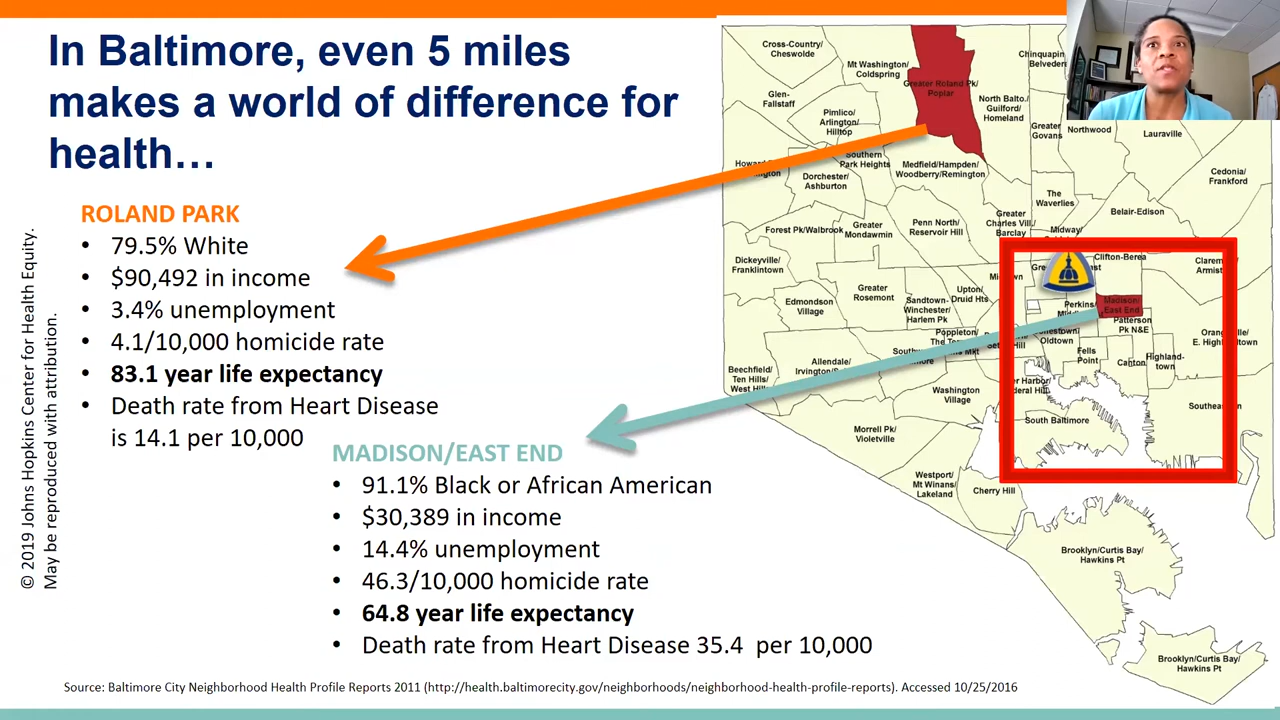 In Baltimore, even 5 miles
makes a world of difference for
health…
ROLAND PARK
• 79.5% White
• $90,492 in income
• 3.4% unemployment
• 4.1/10,000 homicide rate
• 83.1 year life expectancy
• Death rate from Heart Disease
is 14.1 per 10,000
MADISON/EAST END
• 91.1% Black or African American
• $30,389 in income
• 14.4% unemployment
• 46.3/10,000 homicide rate
• 64.8 year life expectancy
• Death rate from Heart Disease 35.4 per 10,000
© 2019 Johns Hopkins Center for Health Equity.
May be reproduced with attribution.
Cross-Country/
Cheswolde
Mt Washington/
Coldspring
Greater Roland Pk/
Poplar
Chinquapin
Belveder
Glen-
Fallstaff
Pimlico/
Arlington/
Hilltop
North Balto./
Guilford/
Homeland
Greater
Govans
Northwood
Lauraville
Southern
Park Heights
Medfield/Hampden/
Woodberry/Remington
Dorchester/
Ashburton
Cedonia/
Frankford
The
Waverlies
Greater
Charles Vill./
Barclay
Belair-Edison
Midway/
Forest Pk/Walbrook
Greater
Mondawmin
Penn North/
Reservoir Hill
Dickeyville/
Franklintown
Clifton-Berea
Edmondson
Village
Greater
Rosemont
Sandtown-
Winchester/
Harlem Pk
Upton/
Druid Hts
Perkins/
Madison/
East End
Patterson
Pk N&E
Oldtown
Fells
Point
Canton
Highland-
town
Poppleton/
Allendale/
Beechfield/
Ten Hills/
West
Washington
Village
South Baltimore
Morrell Pk/
Violetville
Westport/
Mt Winans/
Lakeland
Cherry Hill
Brooklyn/Curtis Bay/
Hawkins Pt
Brooklyn/Curtis Bay/
Hawkins Pt
Source: Baltimore City Neighborhood Health Profile Reports 2011 (http://health.baltimorecity.gov/neighborhoods/neighborhood-health-profile-reports). Accessed 10/25/2016